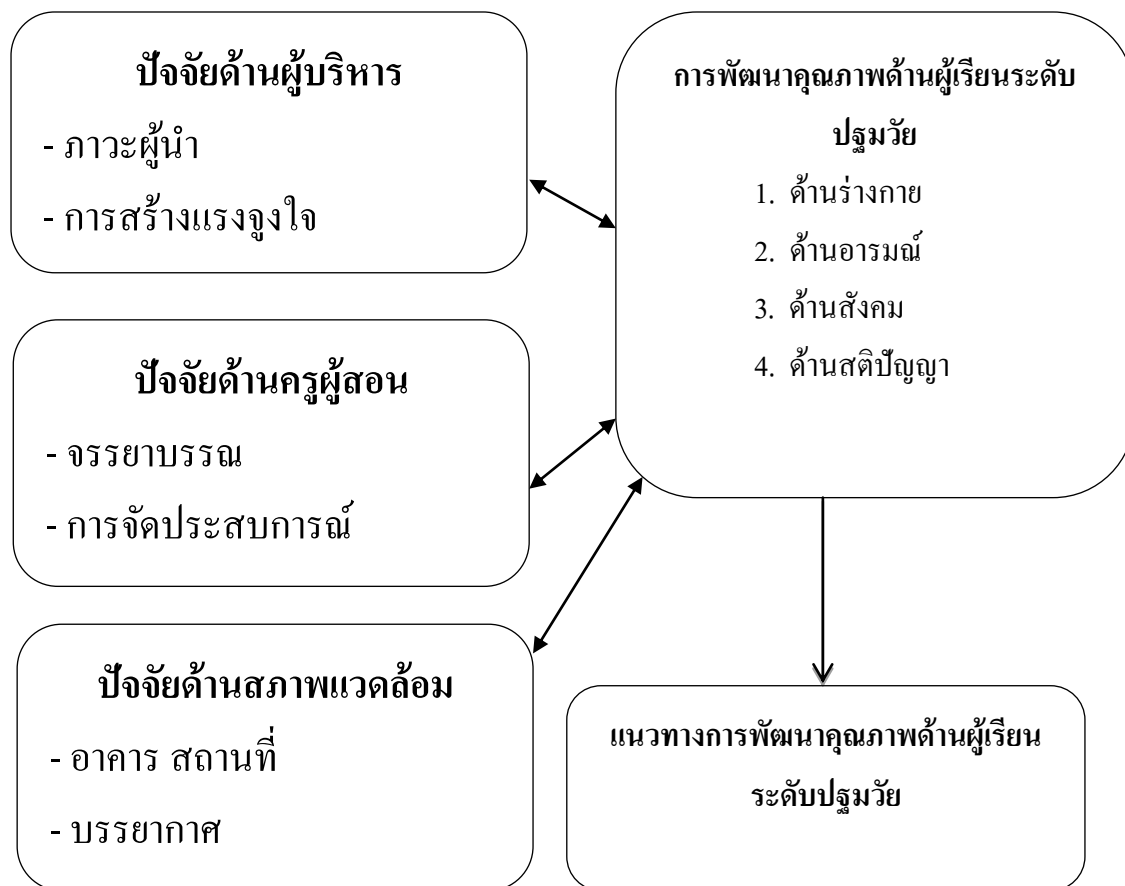 ปัจจัยด้านผู้บริหาร
- ภาวะผู้นำ
- การสร้างแรงจูงใจ
ปัจจัยด้านครูผู้สอน
- จรรยาบรรณ
- การจัดประสบการณ์
ปัจจัยด้านสภาพแวดล้อม
- อาคาร สถานที่
- บรรยากาศ
การพัฒนาคุณภาพด้านผู้เรียนระดับ
ปฐมวัย
1. ด้านร่างกาย
2. ด้านอารมณ์
3. ด้านสังคม
4. ด้านสติปัญญา
แนวทางการพัฒนาคุณภาพด้านผู้เรียน
ระดับปฐมวัย